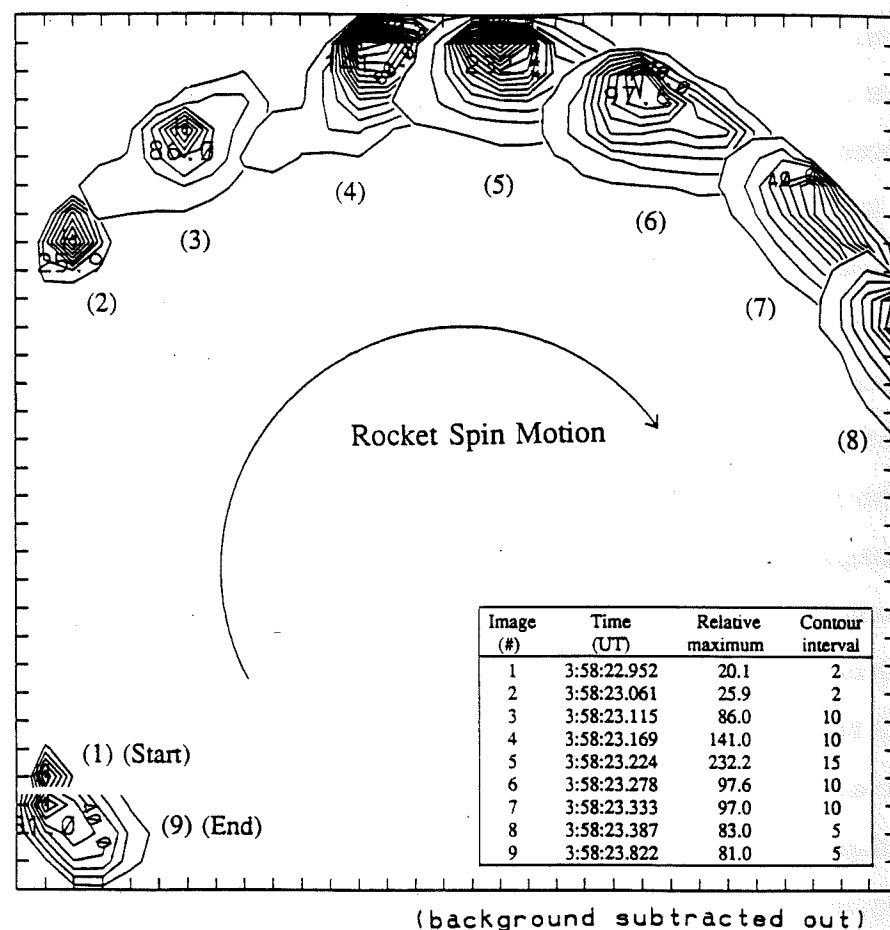 86.0
97.6
(4)
(5)
(3)
(6)
(2)
(7)
Rocket Spin Motion
(8)
Image Time Relative Contour
(#) (UT) maximum interval
1 3:58:22.952 20.1 2
2 3:58:23.061 25.9 2
3 3:58:23.115 86.0 10
4 3:58:23.169 141.0 10
5 3:58:23.224 232.2 15
6 3:58:23.278 97.6 10
7 3:58:23.333 97.0 10
8 3:58:23.387 83.0 5
9 3:58:23.822 81.0 5
(1) (Start)
(9) (End)
(background subtracted out)